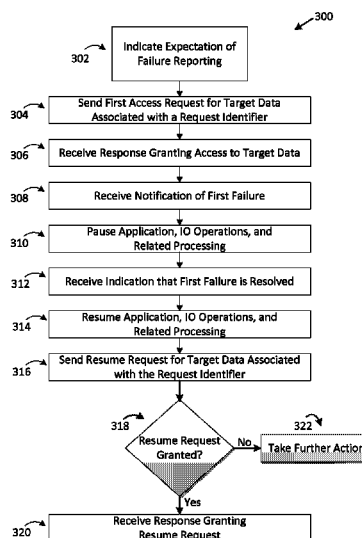 300
302
Indicate Expectation of
Failure Reporting
304
Send First Access Request for Target Data
Associated with a Request Identifier
306
Receive Response Granting Access to Target Data
308
Receive Notification of First Failure
310
Pause Application, IO Operations, and
Related Processing
312
Receive Indication that First Failure is Resolved
314
Resume Application, IO Operations, and
Related Processing
316
Send Resume Request for Target Data Associated
with the Request Identifier
318
Resume Request
Granted?
No
322
Take Further Action
Yes
320
Receive Response Granting
Resume Request